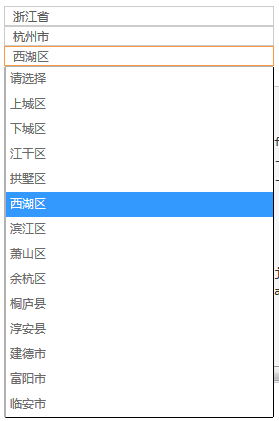 浙江省
杭州市
西湖区
请选择
上城区
下城区
江干区
拱墅区
西湖区
滨江区
萧山区
余杭区
桐庐县
淳安县
建德市
富阳市
临安市